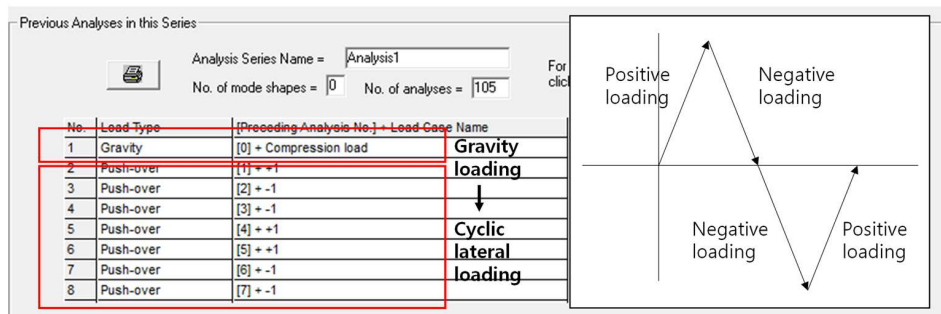 Previous Analyses in this Series
Analysis Series Name = Analysis1
No. of mode shapes = 0 No. of analyses = 105
For
clic
No. Load Type [Preceding Analysis No.] + Load Case Name
1 Gravity [0] + Compression load
2 Push-over [1] + +1
3 Push-over [2] + -1
4 Push-over [3] + -1
5 Push-over [4] + +1
6 Push-over [5] + +1
7 Push-over [6] + -1
8 Push-over [7] + -1
Gravity
loading
Cyclic
lateral
loading
Positive
loading
Negative
loading
Negative
loading
Positive
loading